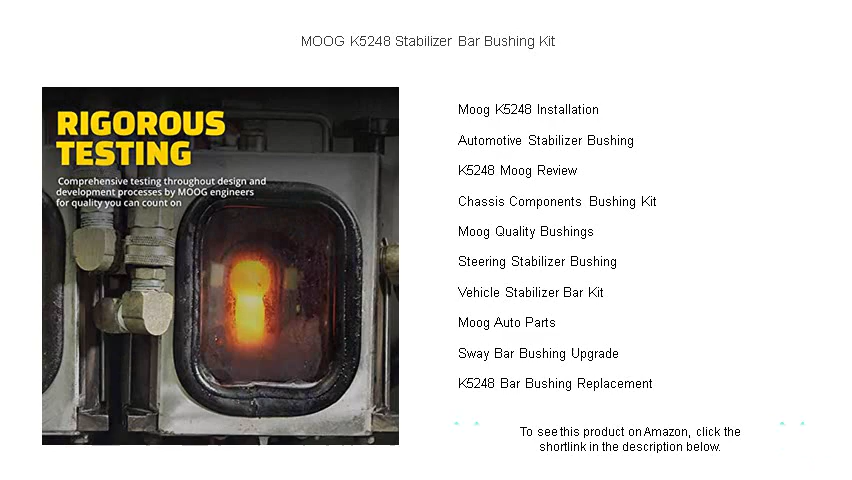 MOOG K5248 Stabilizer Bar Bushing Kit
RIGOROUS
TESTING
Comprehensive testing throughout design and
development processes by MOOG engineers
for quality you can count on
Moog K5248 Installation
Automotive Stabilizer Bushing
K5248 Moog Review
Chassis Components Bushing Kit
Moog Quality Bushings
Steering Stabilizer Bushing
Vehicle Stabilizer Bar Kit
Moog Auto Parts
Sway Bar Bushing Upgrade
K5248 Bar Bushing Replacement
To see this product on Amazon, click the
shortlink in the description below.